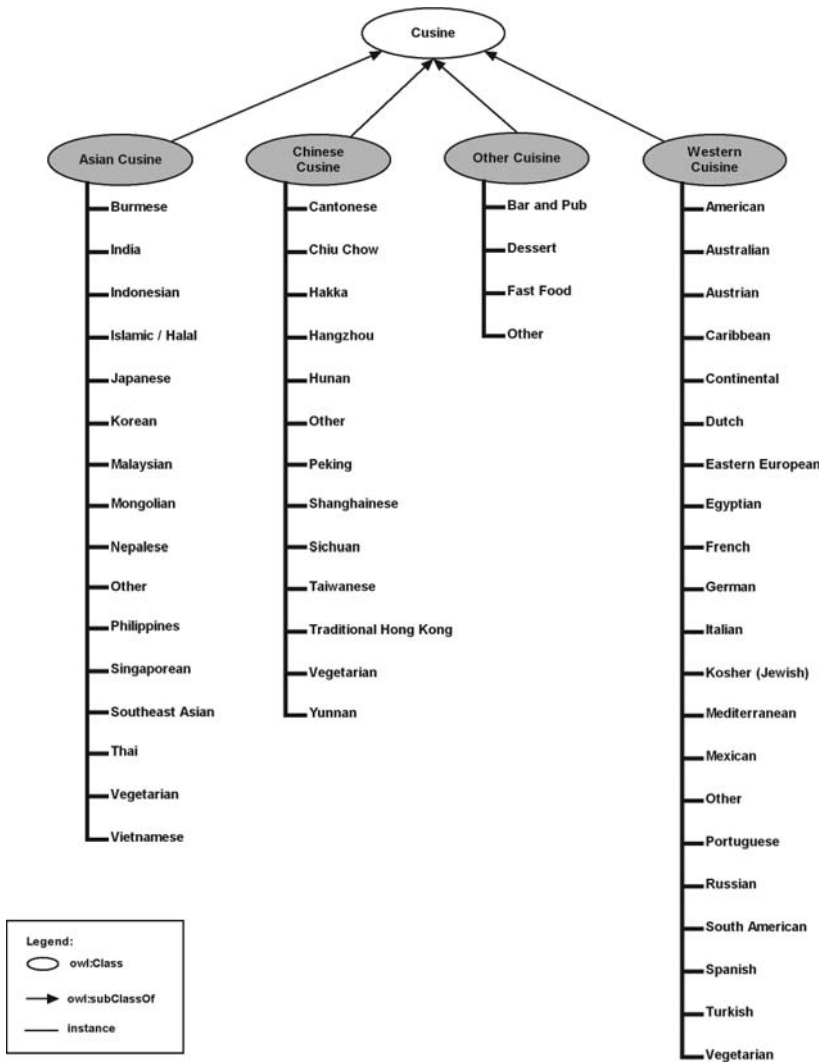 Cusine
Asian Cusine
Chinese
Cusine
Other Cuisine
Western
Cuisine
Burmese
India
Indonesian
Islamic / Halal
Japanese
Korean
Malaysian
Mongolian
Nepalese
Other
Philippines
Singaporean
Southeast Asian
Thai
Vegetarian
Vietnamese
Cantonese
Chiu Chow
Hakka
Hangzhou
Hunan
Other
Peking
Shanghainese
Sichuan
Taiwanese
Traditional Hong Kong
Vegetarian
Yunnan
Bar and Pub
Dessert
Fast Food
Other
American
Australian
Austrian
Caribbean
Continental
Dutch
Eastern European
Egyptian
French
German
Italian
Kosher (Jewish)
Mediterranean
Mexican
Other
Portuguese
Russian
South American
Spanish
Turkish
Vegetarian
Legend:
owl:Class
owl:subClassOf
instance